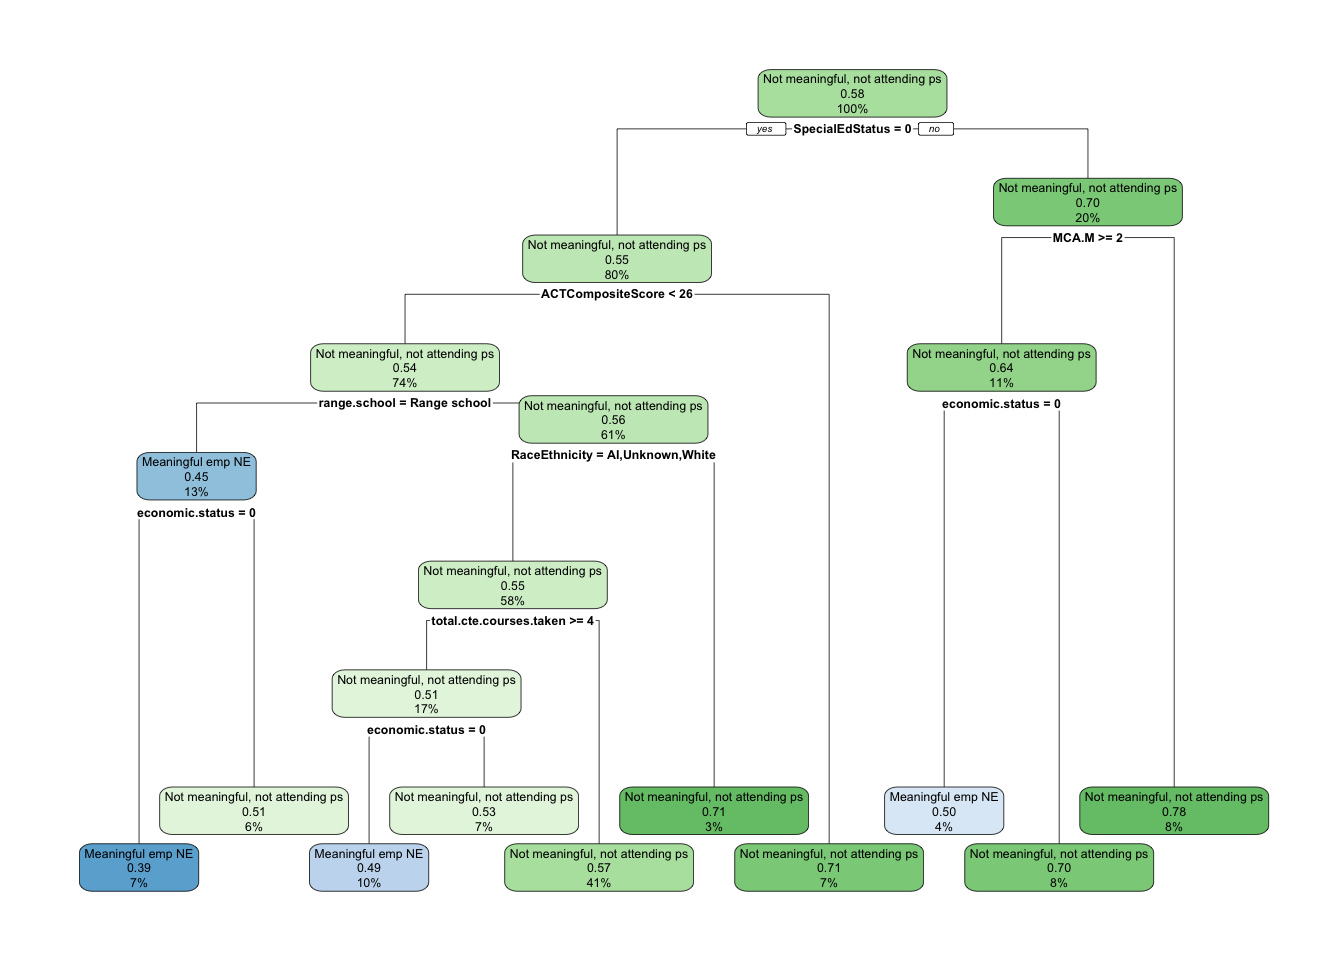 Not meaningful, not attending ps
0.58
100%
yes SpecialEdStatus = 0 no
Not meaningful, not attending ps
0.70
20%
MCA.M >= 2
Not meaningful, not attending ps
0.55
80%
ACTCompositeScore < 26
Not meaningful, not attending ps
0.54
74%
range.school = Range school
Not meaningful, not attending ps
0.64
11%
economic.status = 0
Not meaningful, not attending ps
0.56
61%
RaceEthnicity = AI,Unknown,White
Meaningful emp NE
0.45
13%
economic.status = 0
Not meaningful, not attending ps
0.55
58%
total.cte.courses.taken >= 4
Not meaningful, not attending ps
0.51
17%
economic.status = 0
Not meaningful, not attending ps
0.51
6%
Not meaningful, not attending ps
0.53
7%
Not meaningful, not attending ps
0.71
3%
Meaningful emp NE
0.50
4%
Not meaningful, not attending ps
0.78
8%
Meaningful emp NE
0.39
7%
Meaningful emp NE
0.49
10%
Not meaningful, not attending ps
0.57
41%
Not meaningful, not attending ps
0.71
7%
Not meaningful, not attending ps
0.70
8%